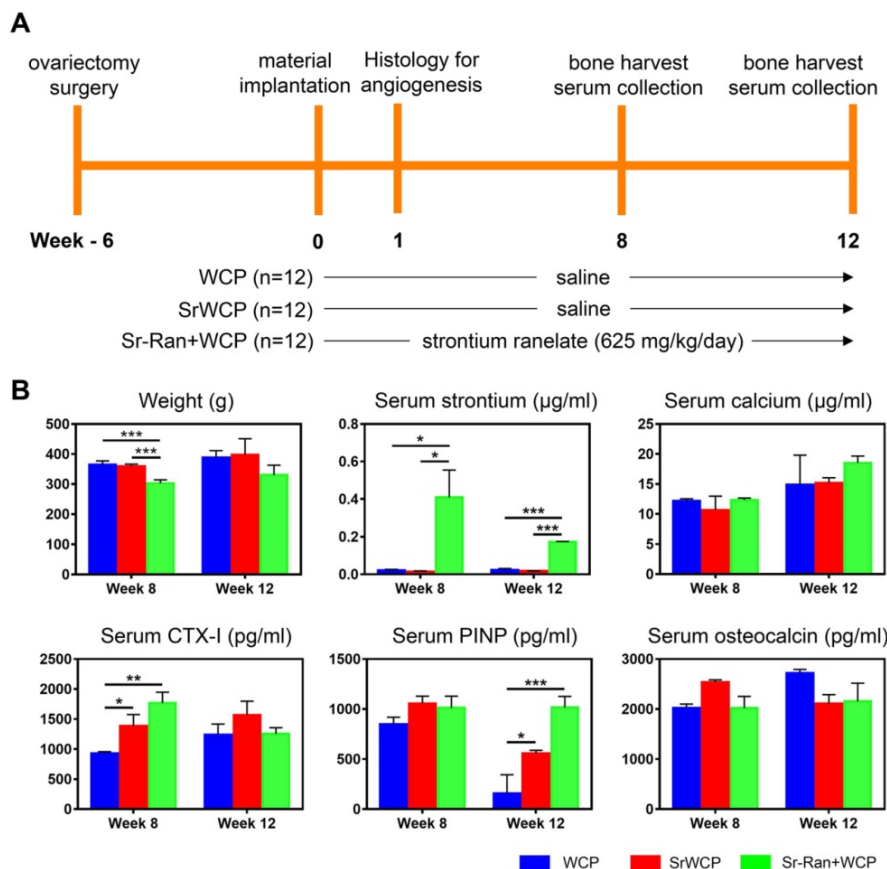 A
ovariectomy
surgery
material
implantation
Histology for
angiogenesis
bone harvest
serum collection
bone harvest
serum collection
Week - 6
0
1
8
12
WCP (n=12)
saline
SrWCP (n=12)
saline
Sr-Ran+WCP (n=12)
strontium ranelate (625 mg/kg/day)
B
Weight (g)
500
400
300
200
100
0
***
***
Week 8
Week 12
Serum strontium (μg/ml)
0.8
0.6
0.4
0.2
0.0
*
*
***
***
Week 8
Week 12
Serum calcium (μg/ml)
25
20
15
10
5
0
Week 8
Week 12
Serum CTX-I (pg/ml)
2500
2000
1500
1000
500
0
**
*
Week 8
Week 12
Serum PINP (pg/ml)
1500
1000
500
0
***
*
Week 8
Week 12
Serum osteocalcin (pg/ml)
3000
2000
1000
0
Week 8
Week 12
WCP
SrWCP
Sr-Ran+WCP